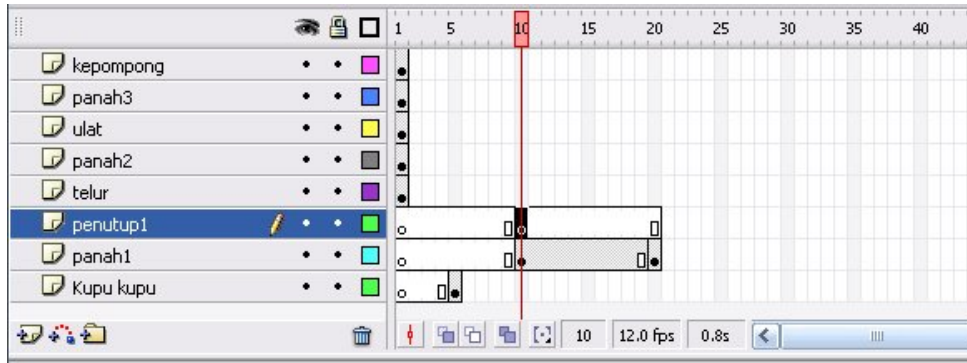 1 5 10 15 20 25 30 35 40
kepompong
panah3
ulat
panah2
telur
penutup1
panah1
Kupu kupu
10 12.0 fps 0.8s